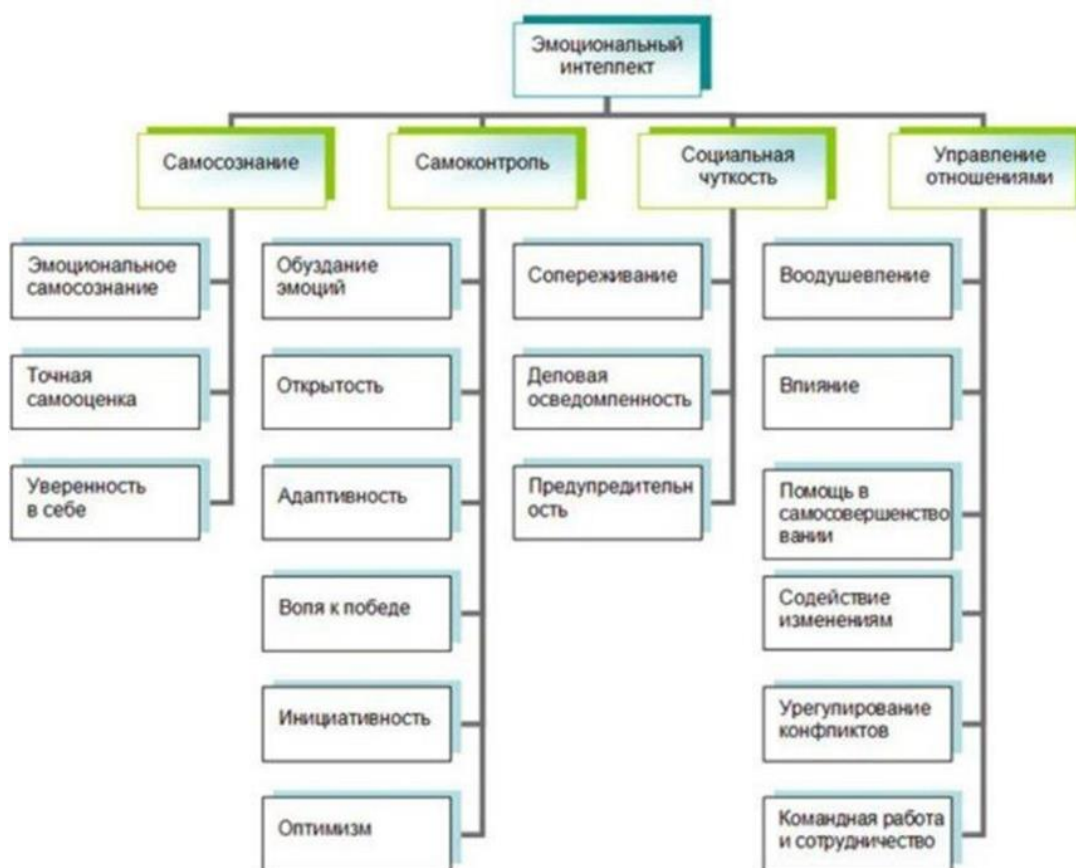 Эмоциональный
интеллект
Самосознание
Самоконтроль
Социальная
чуткость
Управление
отношениями
Эмоциональное
самосознание
Точная
самооценка
Уверенность
в себе
Обуздание
эмоций
Открытость
Адаптивность
Воля к победе
Инициативность
Оптимизм
Сопереживание
Деловая
осведомленность
Предупредительн
ость
Воодушевление
Влияние
Помощь в
самосовершенство
вании
Содействие
изменениям
Урегулирование
конфликтов
Командная работа
и сотрудничество